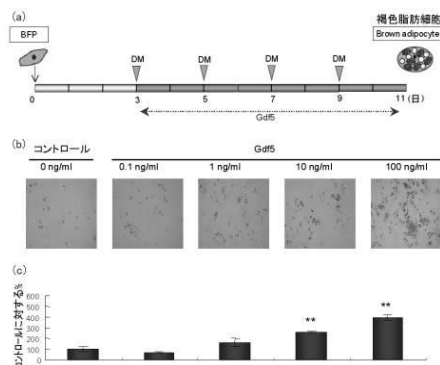 (a)
BFP
褐色脂肪細胞
Brown adipocyte
DM DM DM DM
0 3 5 7 9 11 (日)
Gdf5
(b)
コントロール Gdf5
0 ng/ml 0.1 ng/ml 1 ng/ml 10 ng/ml 100 ng/ml
(c)
コントロールに対する%
600
500
400
300
200
100
0
** **